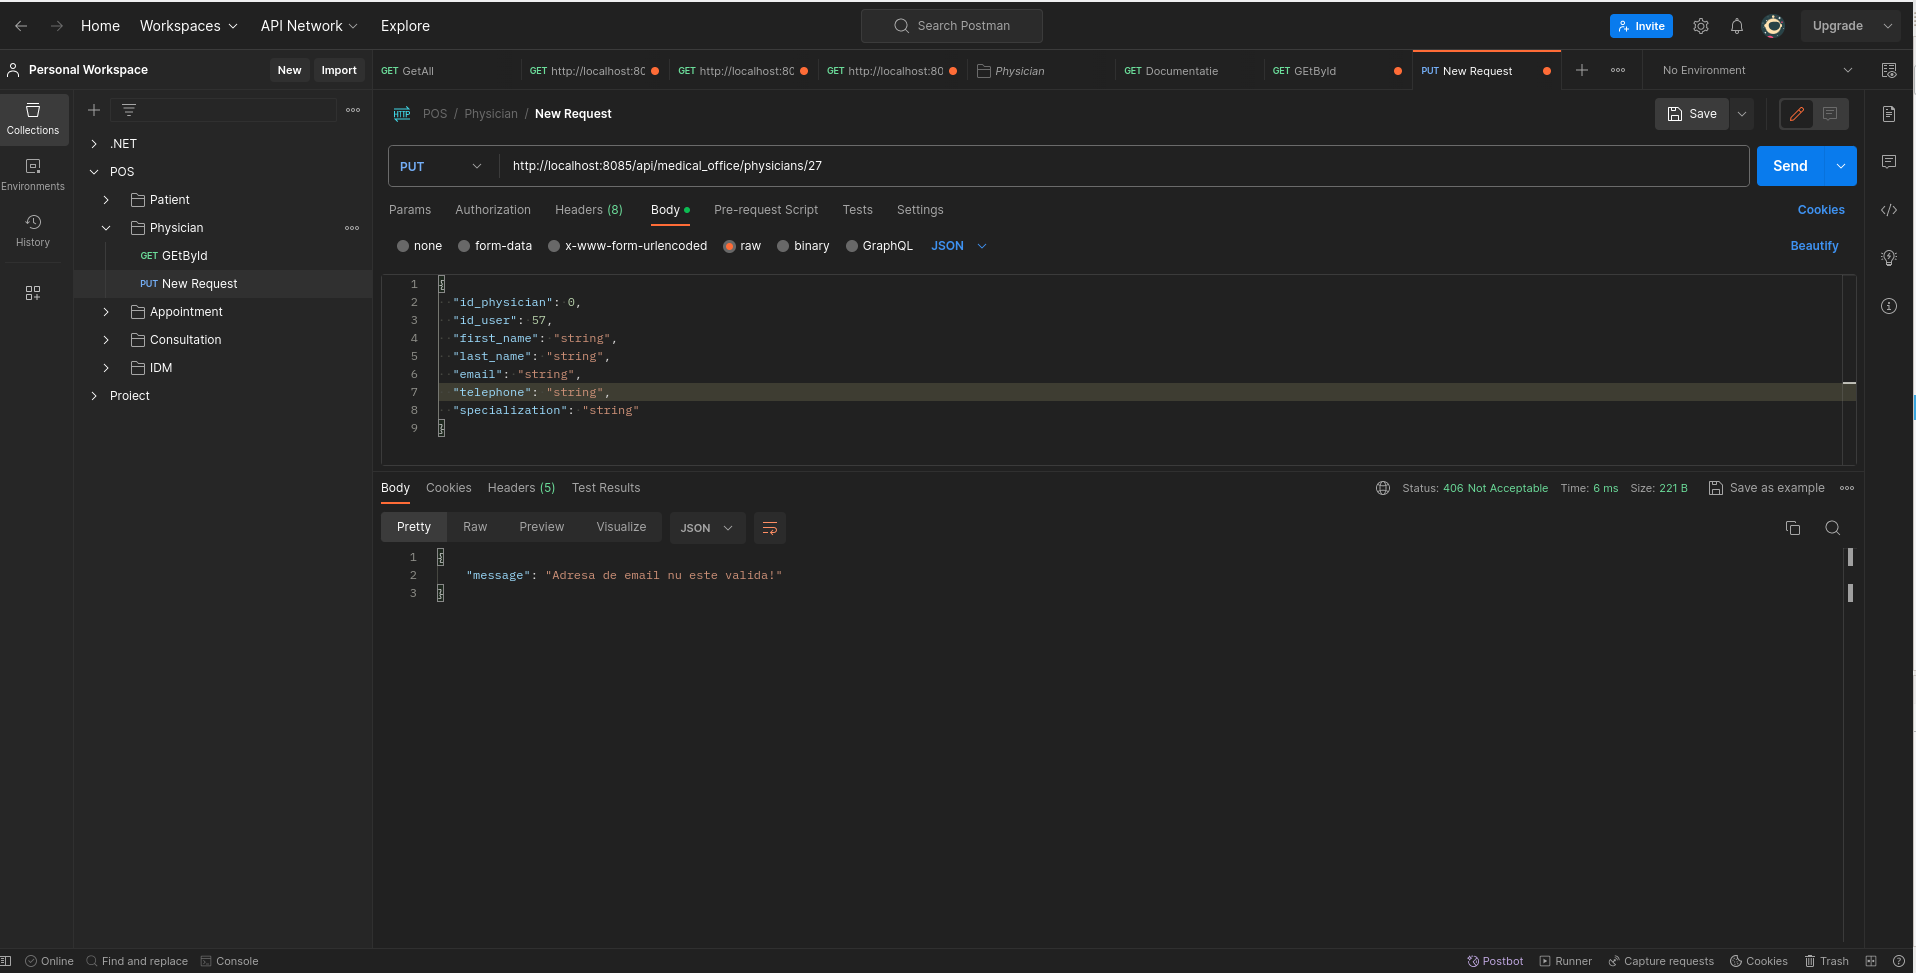 Home Workspaces API Network Explore Search Postman Invite Upgrade
Personal Workspace New Import
GET GetAll GET http://localhost:80 GET http://localhost:80 GET http://localhost:80 Physician GET Documentatie GET GEtById PUT New Request No Environment
Collections
Environments
History
.NET
POS
Patient
Physician
GET GEtById
PUT New Request
Appointment
Consultation
IDM
Project
HTTP POS / Physician / New Request Save
PUT http://localhost:8085/api/medical_office/physicians/27 Send
Params Authorization Headers (8) Body Pre-request Script Tests Settings Cookies
none form-data x-www-form-urlencoded raw binary GraphQL JSON Beautify
1 {
2 "id_physician": 0,
3 "id_user": 57,
4 "first_name": "string",
5 "last_name": "string",
6 "email": "string",
7 "telephone": "string",
8 "specialization": "string"
9 }
Body Cookies Headers (5) Test Results Status: 406 Not Acceptable Time: 6 ms Size: 221 B Save as example
Pretty Raw Preview Visualize JSON
1 {
2 "message": "Adresa de email nu este valida!"
3 }
Online Find and replace Console Postbot Runner Capture requests Cookies Trash